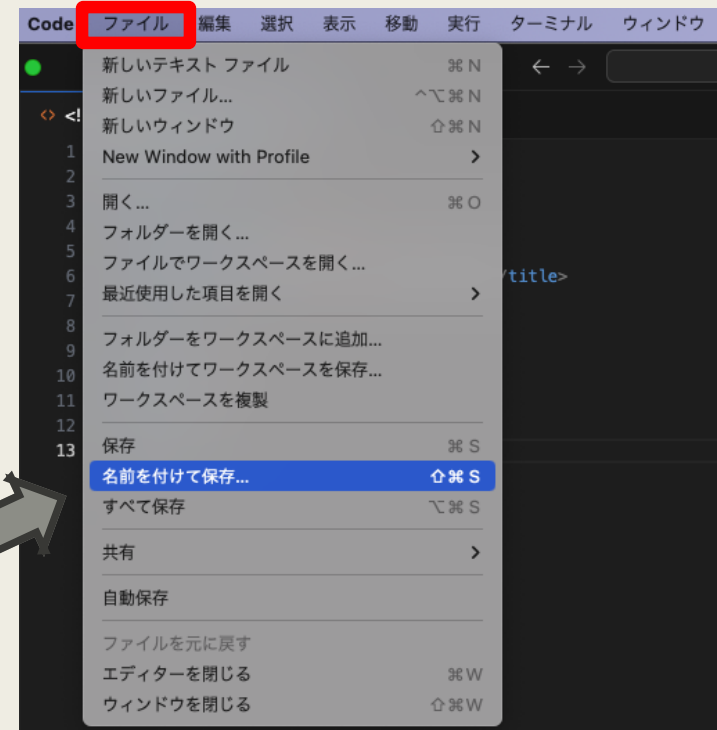 Code ファイル 編集 選択 表示 移動 実行 ターミナル ウィンドウ
新しいテキスト ファイル ⌘ N
新しいファイル... ^⌥⌘ N
新しいウィンドウ ⇧⌘ N
New Window with Profile >
開く... ⌘ O
フォルダーを開く...
ファイルでワークスペースを開く...
最近使用した項目を開く >
フォルダーをワークスペースに追加...
名前を付けてワークスペースを保存...
ワークスペースを複製
保存 ⌘ S
名前を付けて保存... ⇧⌘ S
すべて保存 ⌥⌘ S
共有 >
自動保存
ファイルを元に戻す
エディターを閉じる ⌘W
ウィンドウを閉じる ⇧⌘W
<> <!
1
2
3
4
5
6 /title>
7
8
9
10
11
12
13